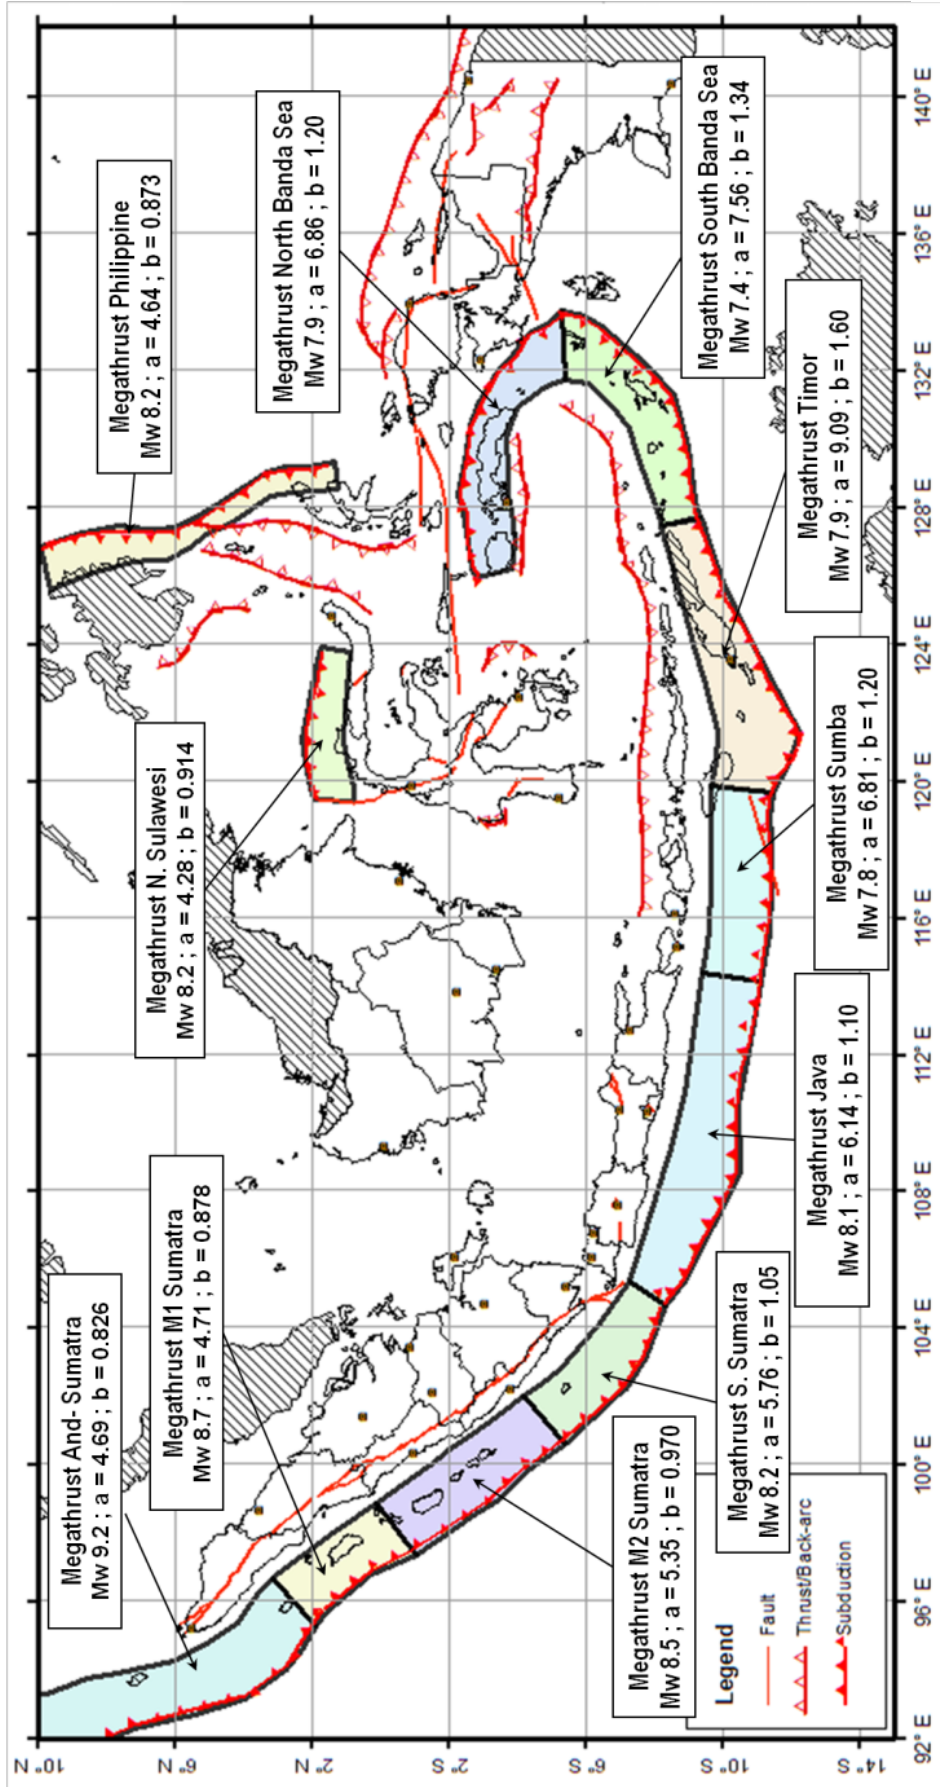 Megathrust And- Sumatra
Mw 9.2 ; a = 4.69 ; b = 0.826
Megathrust M1 Sumatra
Mw 8.7 ; a = 4.71 ; b = 0.878
Megathrust N. Sulawesi
Mw 8.2 ; a = 4.28 ; b = 0.914
Megathrust Philippine
Mw 8.2 ; a = 4.64 ; b = 0.873
Megathrust North Banda Sea
Mw 7.9 ; a = 6.86 ; b = 1.20
Megathrust M2 Sumatra
Mw 8.5 ; a = 5.35 ; b = 0.970
Megathrust S. Sumatra
Mw 8.2 ; a = 5.76 ; b = 1.05
Megathrust Java
Mw 8.1 ; a = 6.14 ; b = 1.10
Megathrust Sumba
Mw 7.8 ; a = 6.81 ; b = 1.20
Megathrust Timor
Mw 7.9 ; a = 9.09 ; b = 1.60
Megathrust South Banda Sea
Mw 7.4 ; a = 7.56 ; b = 1.34
Legend
Fault
Thrust/Back-arc
Subduction
10° N
6° N
2° N
2° S
6° S
10° S
14° S
92° E
96° E
100° E
104° E
108° E
112° E
116° E
120° E
124° E
128° E
132° E
136° E
140° E